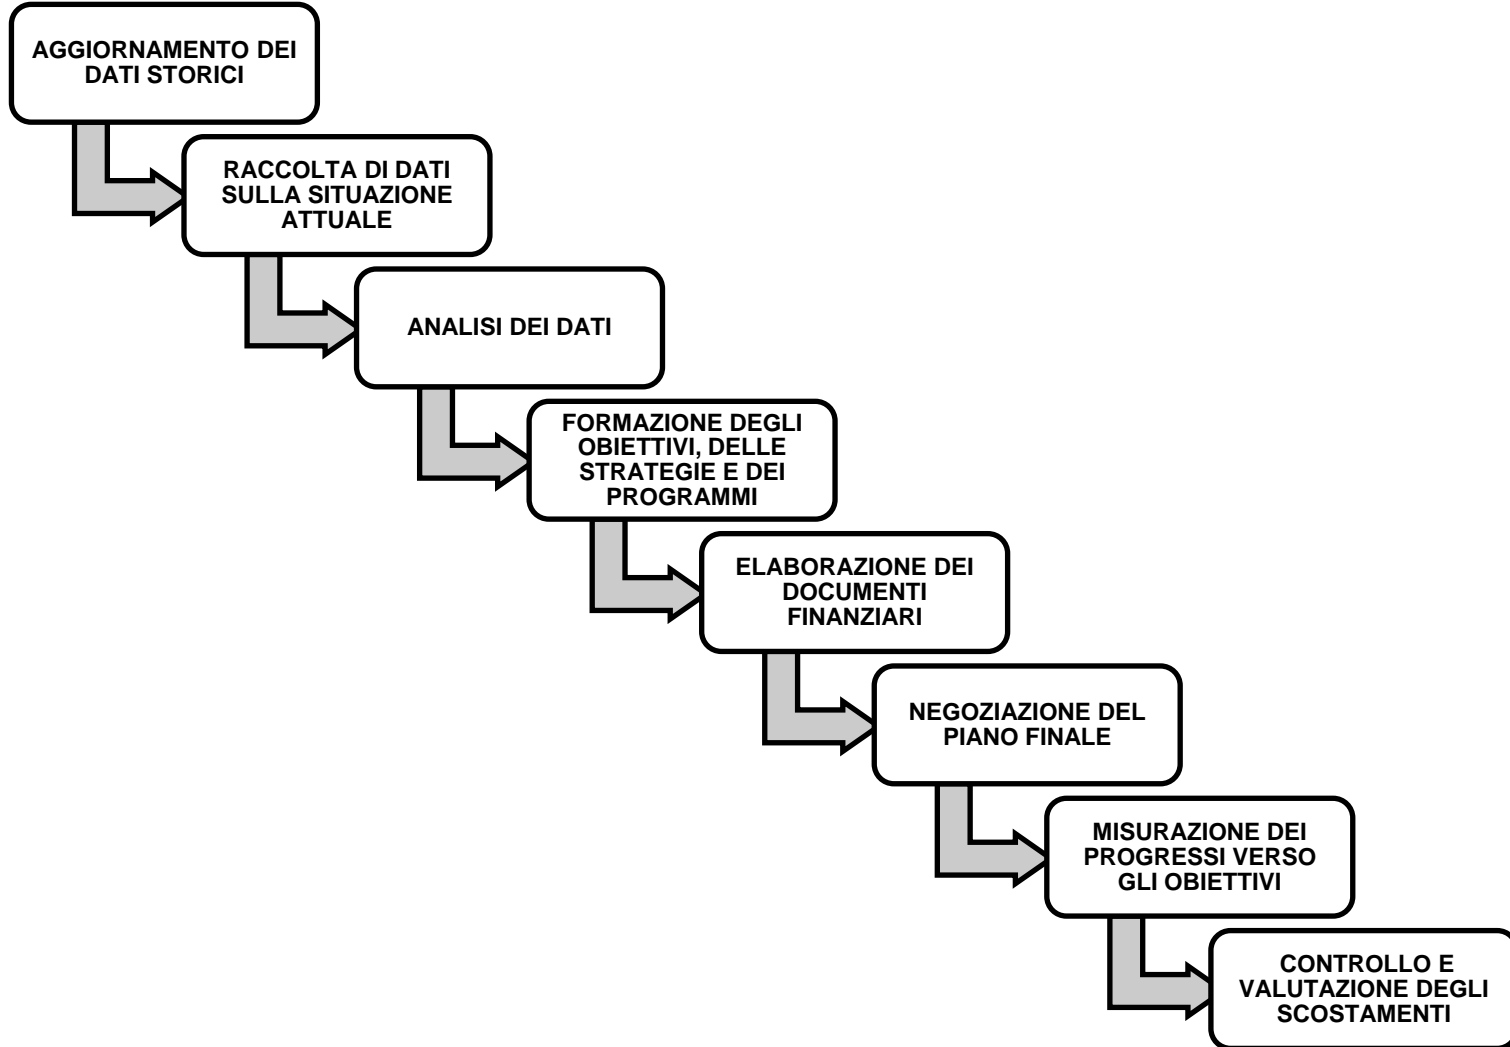 AGGIORNAMENTO DEI
DATI STORICI
RACCOLTA DI DATI
SULLA SITUAZIONE
ATTUALE
ANALISI DEI DATI
FORMAZIONE DEGLI
OBIETTIVI, DELLE
STRATEGIE E DEI
PROGRAMMI
ELABORAZIONE DEI
DOCUMENTI
FINANZIARI
NEGOZIAZIONE DEL
PIANO FINALE
MISURAZIONE DEI
PROGRESSI VERSO
GLI OBIETTIVI
CONTROLLO E
VALUTAZIONE DEGLI
SCOSTAMENTI